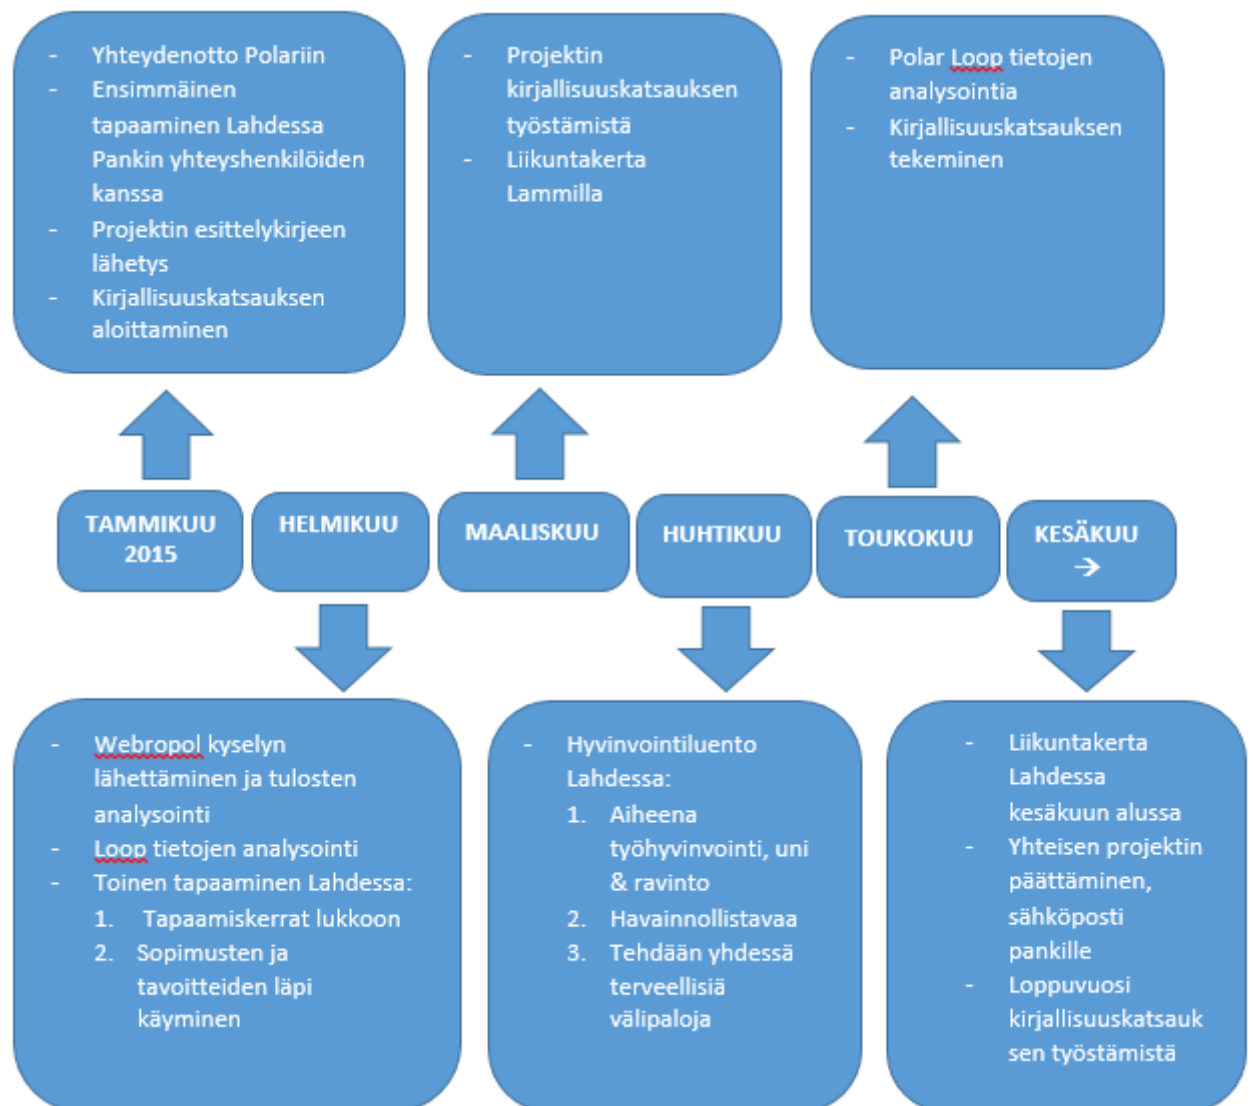 - Yhteydenotto Polariin
- Ensimmäinen
tapaaminen Lahdessa
Pankin yhteyshenkilöiden
kanssa
- Projektin esittelykirjeen
lähetys
- Kirjallisuuskatsauksen
aloittaminen
- Projektin
kirjallisuuskatsauksen
työstämistä
- Liikuntakerta
Lammilla
- Polar Loop tietojen
analysointia
- Kirjallisuuskatsauksen
tekeminen
TAMMIKUU
2015
HELMIKUU
MAALISKUU
HUHTIKUU
TOUKOKUU
KESÄKUU
→
- Webropol kyselyn
lähettäminen ja tulosten
analysointi
- Loop tietojen analysointi
- Toinen tapaaminen Lahdessa:
1. Tapaamiskerrat lukkoon
2. Sopimusten ja
tavoitteiden läpi
käyminen
- Hyvinvointiluento
Lahdessa:
1. Aiheena
työhyvinvointi, uni
& ravinto
2. Havainnollistavaa
3. Tehdään yhdessä
terveellisiä
välipaloja
- Liikuntakerta
Lahdessa
kesäkuun alussa
- Yhteisen projektin
päättäminen,
sähköposti
pankille
- Loppuvuosi
kirjallisuuskatsauk
sen työstämistä